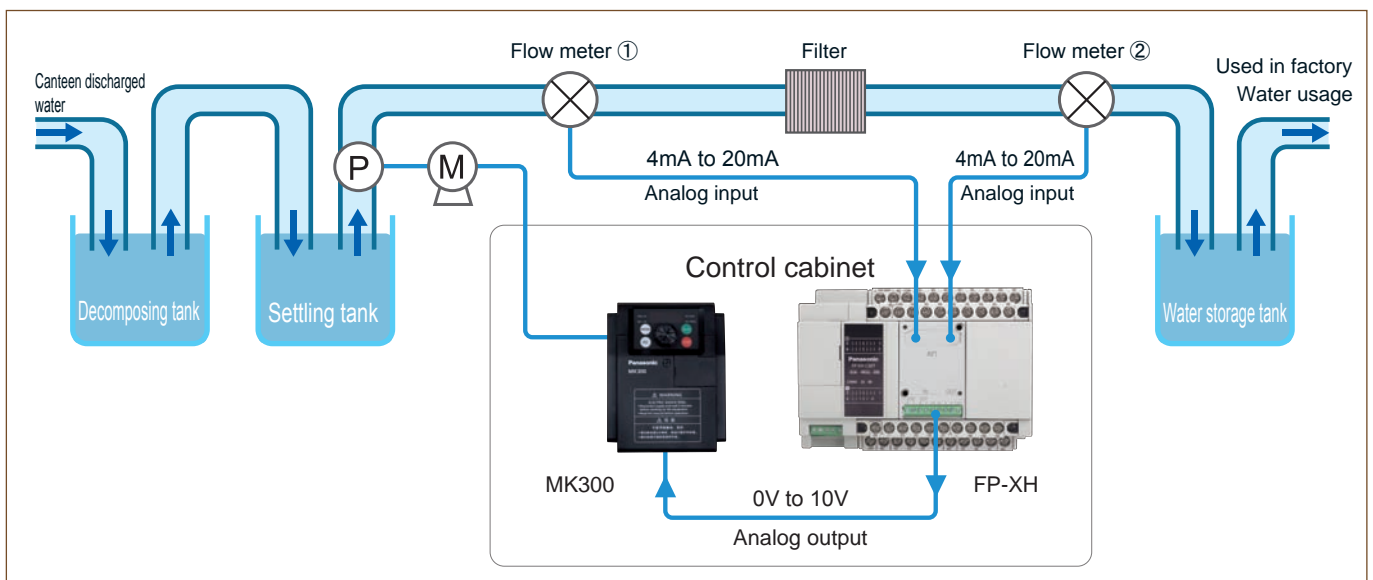 Flow meter ①
Filter
Flow meter ②
Canteen discharged
water
Used in factory
Water usage
P
M
4mA to 20mA
Analog input
4mA to 20mA
Analog input
Control cabinet
Decomposing tank
Settling tank
Water storage tank
Panasonic
MK300
WARNING
Panasonic
MK300
FP-XH
0V to 10V
Analog output